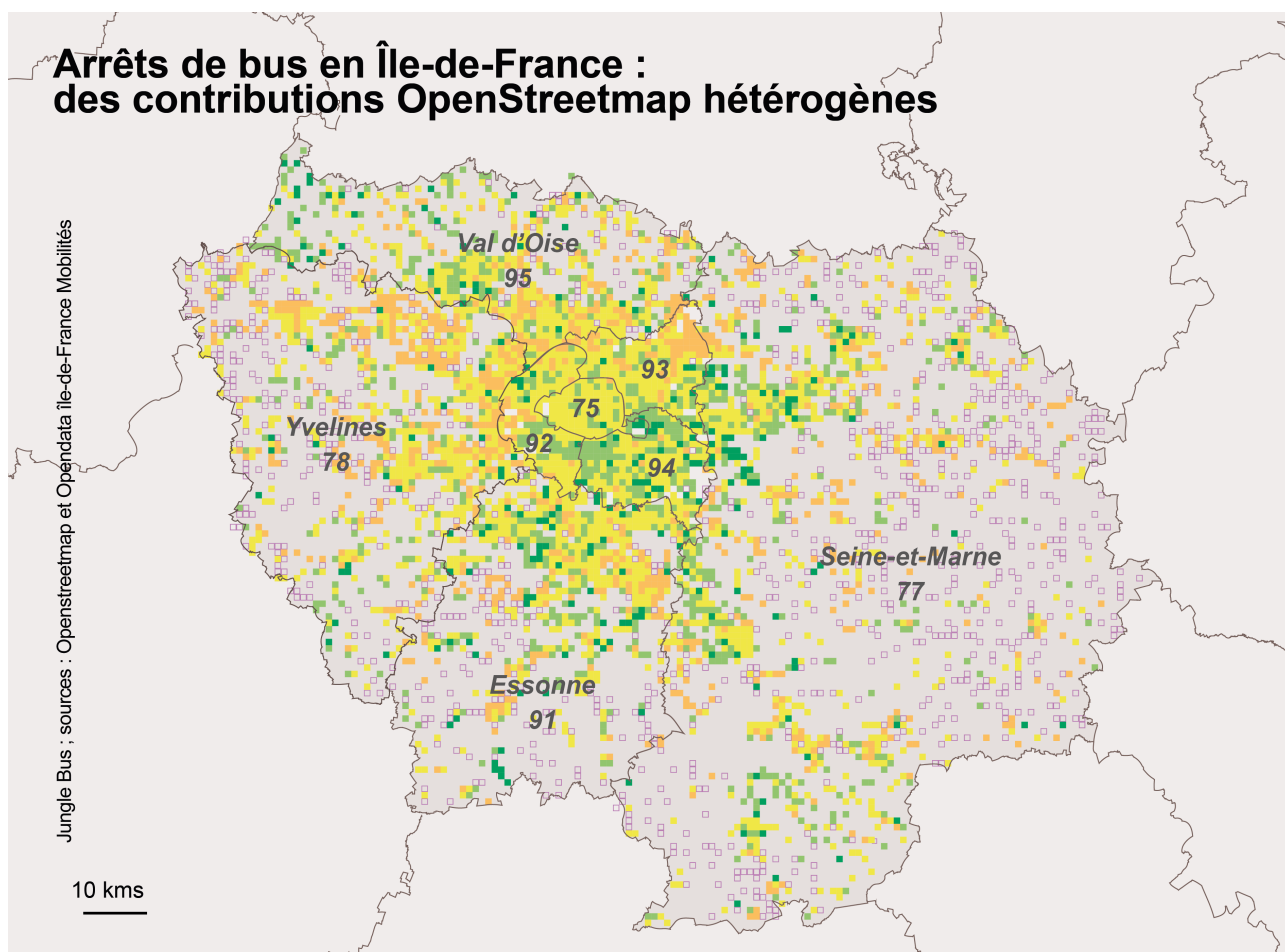 Arrêts de bus en Île-de-France :
des contributions OpenStreetmap hétérogènes
Val d'Oise
95
93
75
Yvelines
78
92
94
Seine-et-Marne
77
Essonne
91
Jungle Bus ; sources : Openstreetmap et Opendata île-de-France Mobilités
10 kms